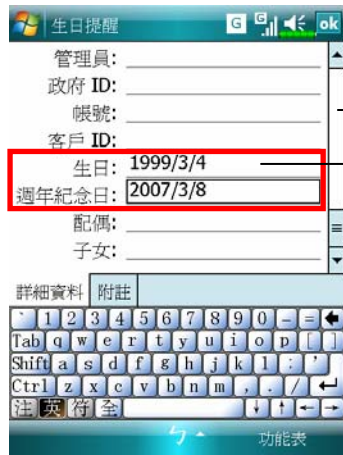 生日提醒 G G ok
管理員:
政府 ID:
帳號:
客戶 ID:
生日: 1999/3/4
週年紀念日: 2007/3/8
配偶:
子女:
詳細資料 附註
` 1 2 3 4 5 6 7 8 9 0 - = ←
Tab q w e r t y u i o p [ ]
Shift a s d f g h j k l ; '
Ctrl z x c v b n m , . / ↵
注 英 符 全 ↓ ↑ ← →
ㄅ 功能表